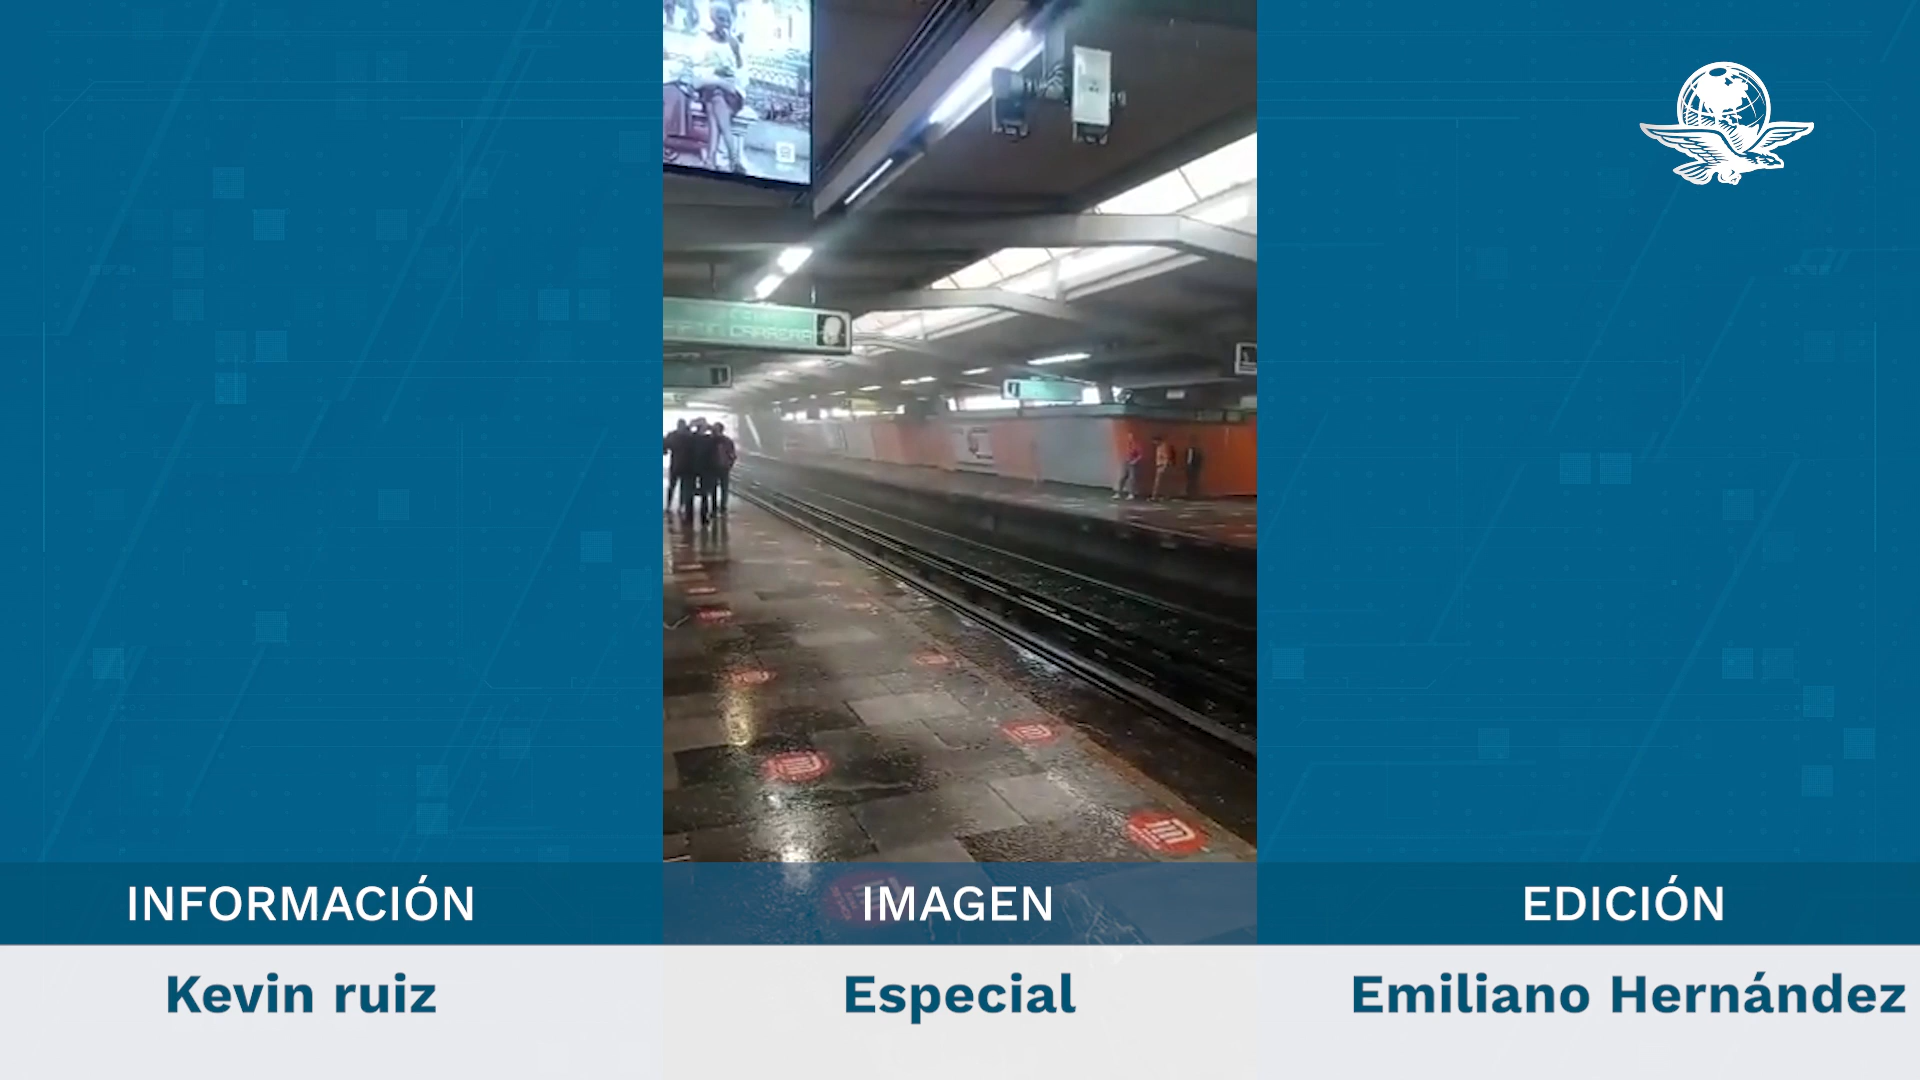 INFORMACIÓN
IMAGEN
EDICIÓN
Kevin ruiz
Especial
Emiliano Hernández